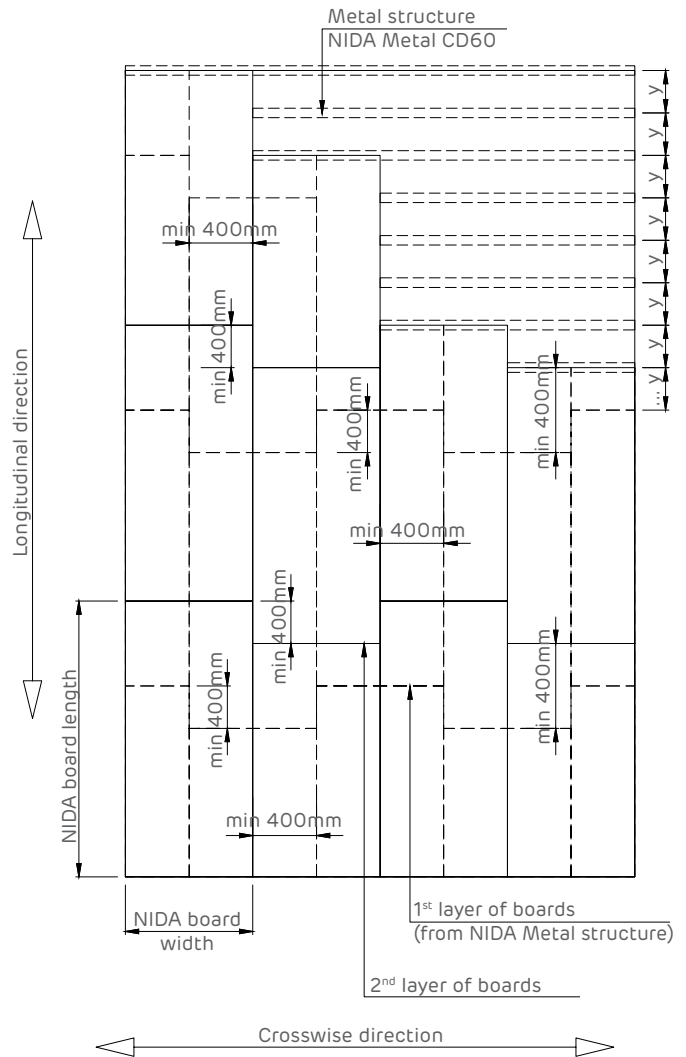 Metal structure
NIDA Metal CD60
y
y
y
min 400mm
y
y
y
min 400mm
min 400mm
y
... y
min 400mm
Longitudinal direction
min 400mm
min 400mm
min 400mm
min 400mm
NIDA board length
min 400mm
1st layer of boards
(from NIDA Metal structure)
NIDA board
width
2nd layer of boards
Crosswise direction